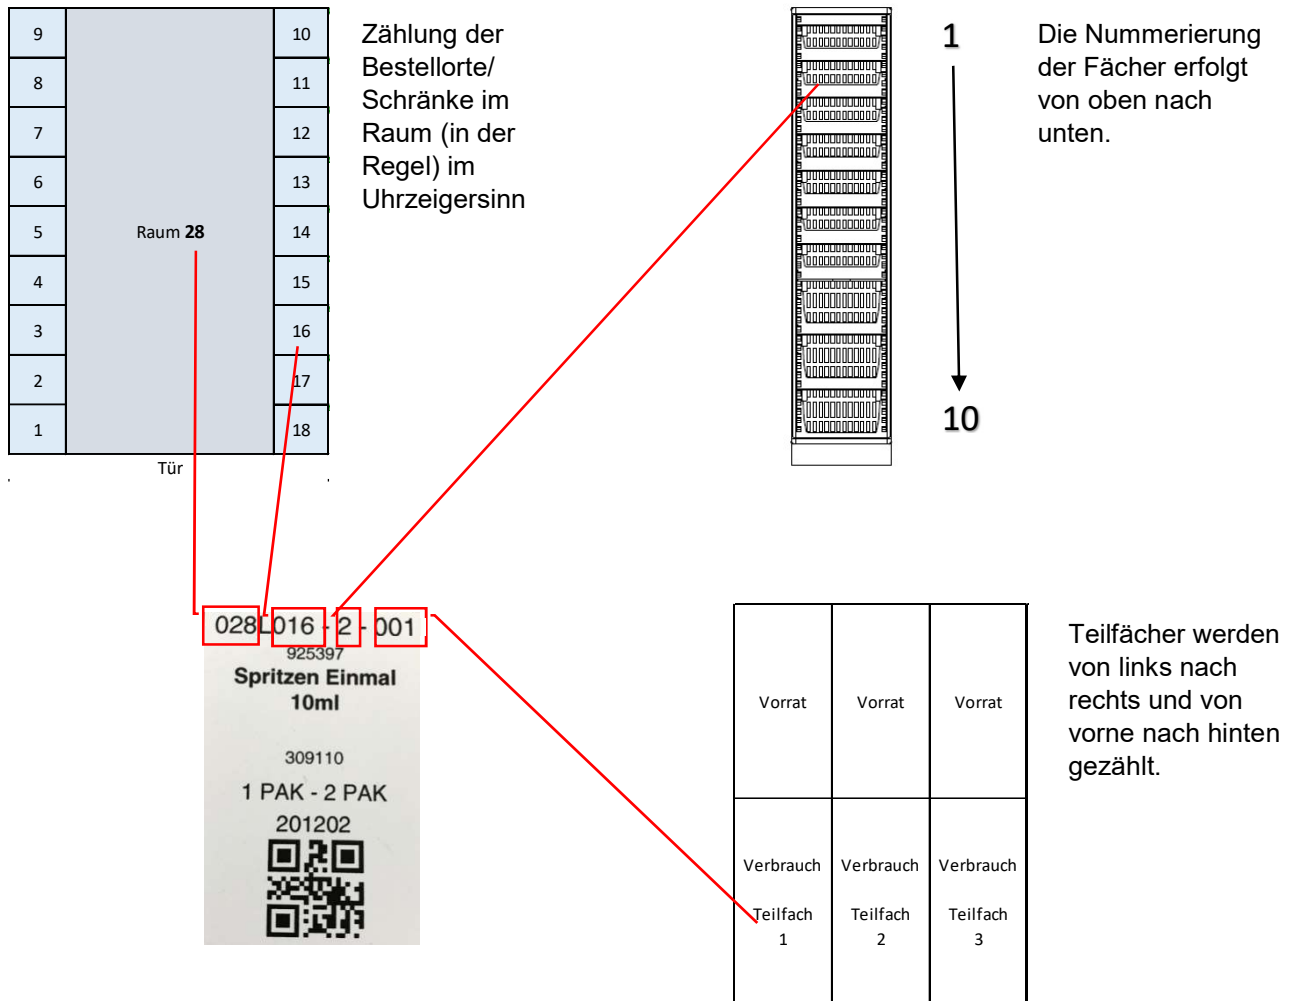 9
8
7
6
5
4
3
2
1
Raum 28
10
11
12
13
14
15
16
17
18
Tür
Zählung der
Bestellorte/
Schränke im
Raum (in der
Regel) im
Uhrzeigersinn
1
10
Die Nummerierung
der Fächer erfolgt
von oben nach
unten.
028L016 - 2 - 001
925397
Spritzen Einmal
10ml
309110
1 PAK - 2 PAK
201202
Vorrat
Vorrat
Vorrat
Verbrauch
Teilfach
1
Verbrauch
Teilfach
2
Verbrauch
Teilfach
3
Teilfächer werden
von links nach
rechts und von
vorne nach hinten
gezählt.